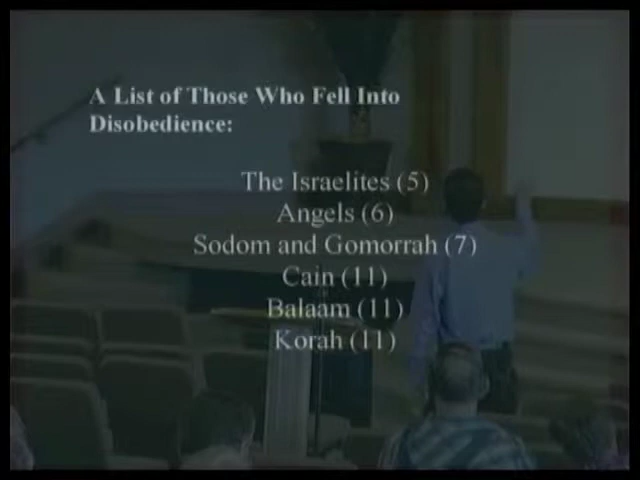 A List of Those Who Fell Into
Disobedience:
The Israelites (5)
Angels (6)
Sodom and Gomorrah (7)
Cain (11)
Balaam (11)
Korah (11)